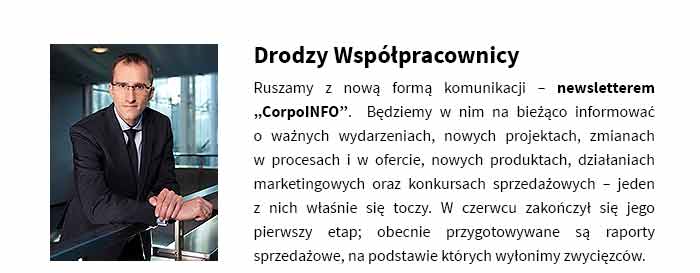 Drodzy Współpracownicy
Ruszamy z nową formą komunikacji – newsletterem
„CorpoINFO”. Będziemy w nim na bieżąco informować
o ważnych wydarzeniach, nowych projektach, zmianach
w procesach i w ofercie, nowych produktach, działaniach
marketingowych oraz konkursach sprzedażowych – jeden
z nich właśnie się toczy. W czerwcu zakończył się jego
pierwszy etap; obecnie przygotowywane są raporty
sprzedażowe, na podstawie których wyłonimy zwycięzców.